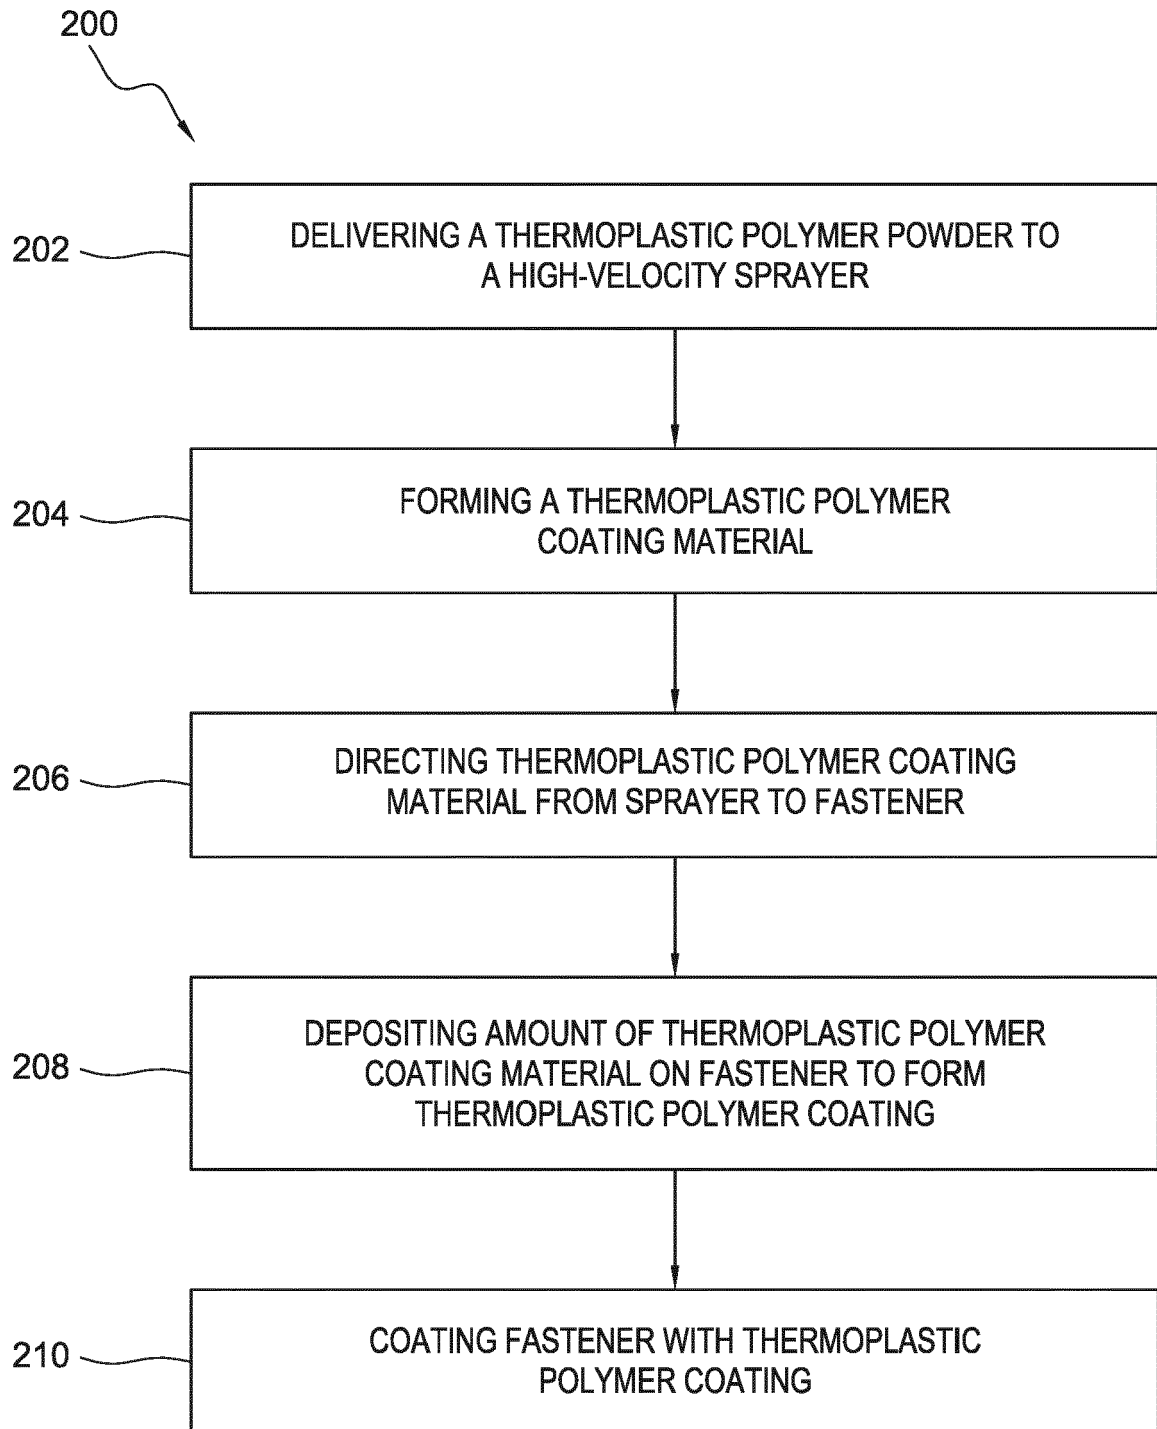 200
202
DELIVERING A THERMOPLASTIC POLYMER POWDER TO
A HIGH-VELOCITY SPRAYER
204
FORMING A THERMOPLASTIC POLYMER
COATING MATERIAL
206
DIRECTING THERMOPLASTIC POLYMER COATING
MATERIAL FROM SPRAYER TO FASTENER
208
DEPOSITING AMOUNT OF THERMOPLASTIC POLYMER
COATING MATERIAL ON FASTENER TO FORM
THERMOPLASTIC POLYMER COATING
210
COATING FASTENER WITH THERMOPLASTIC
POLYMER COATING